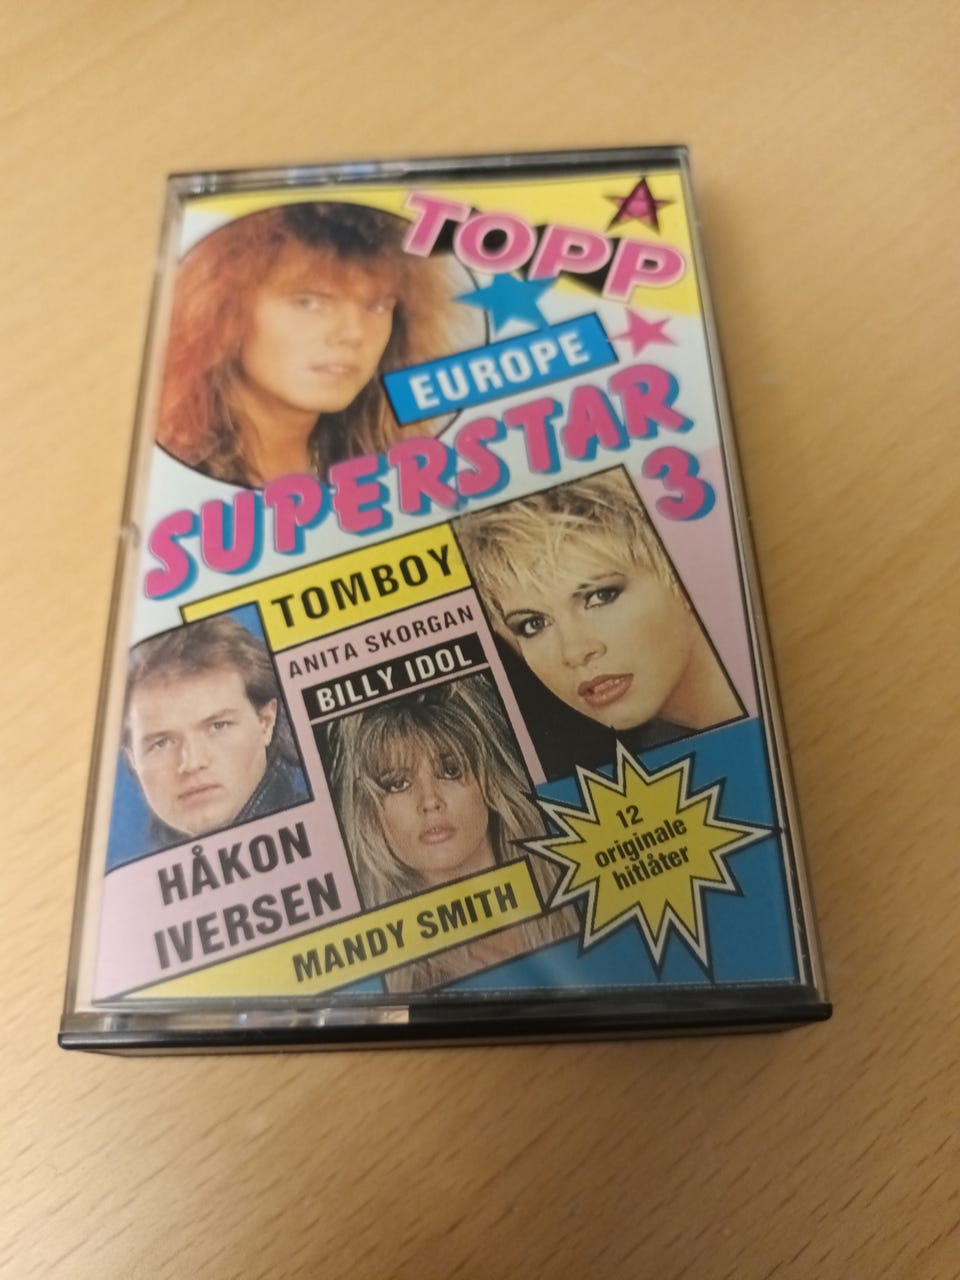 A
TOPP
EUROPE
SUPERSTAR
3
TOMBOY
ANITA SKORGAN
BILLY IDOL
HÅKON
IVERSEN
MANDY SMITH
12
originale
hitlåter